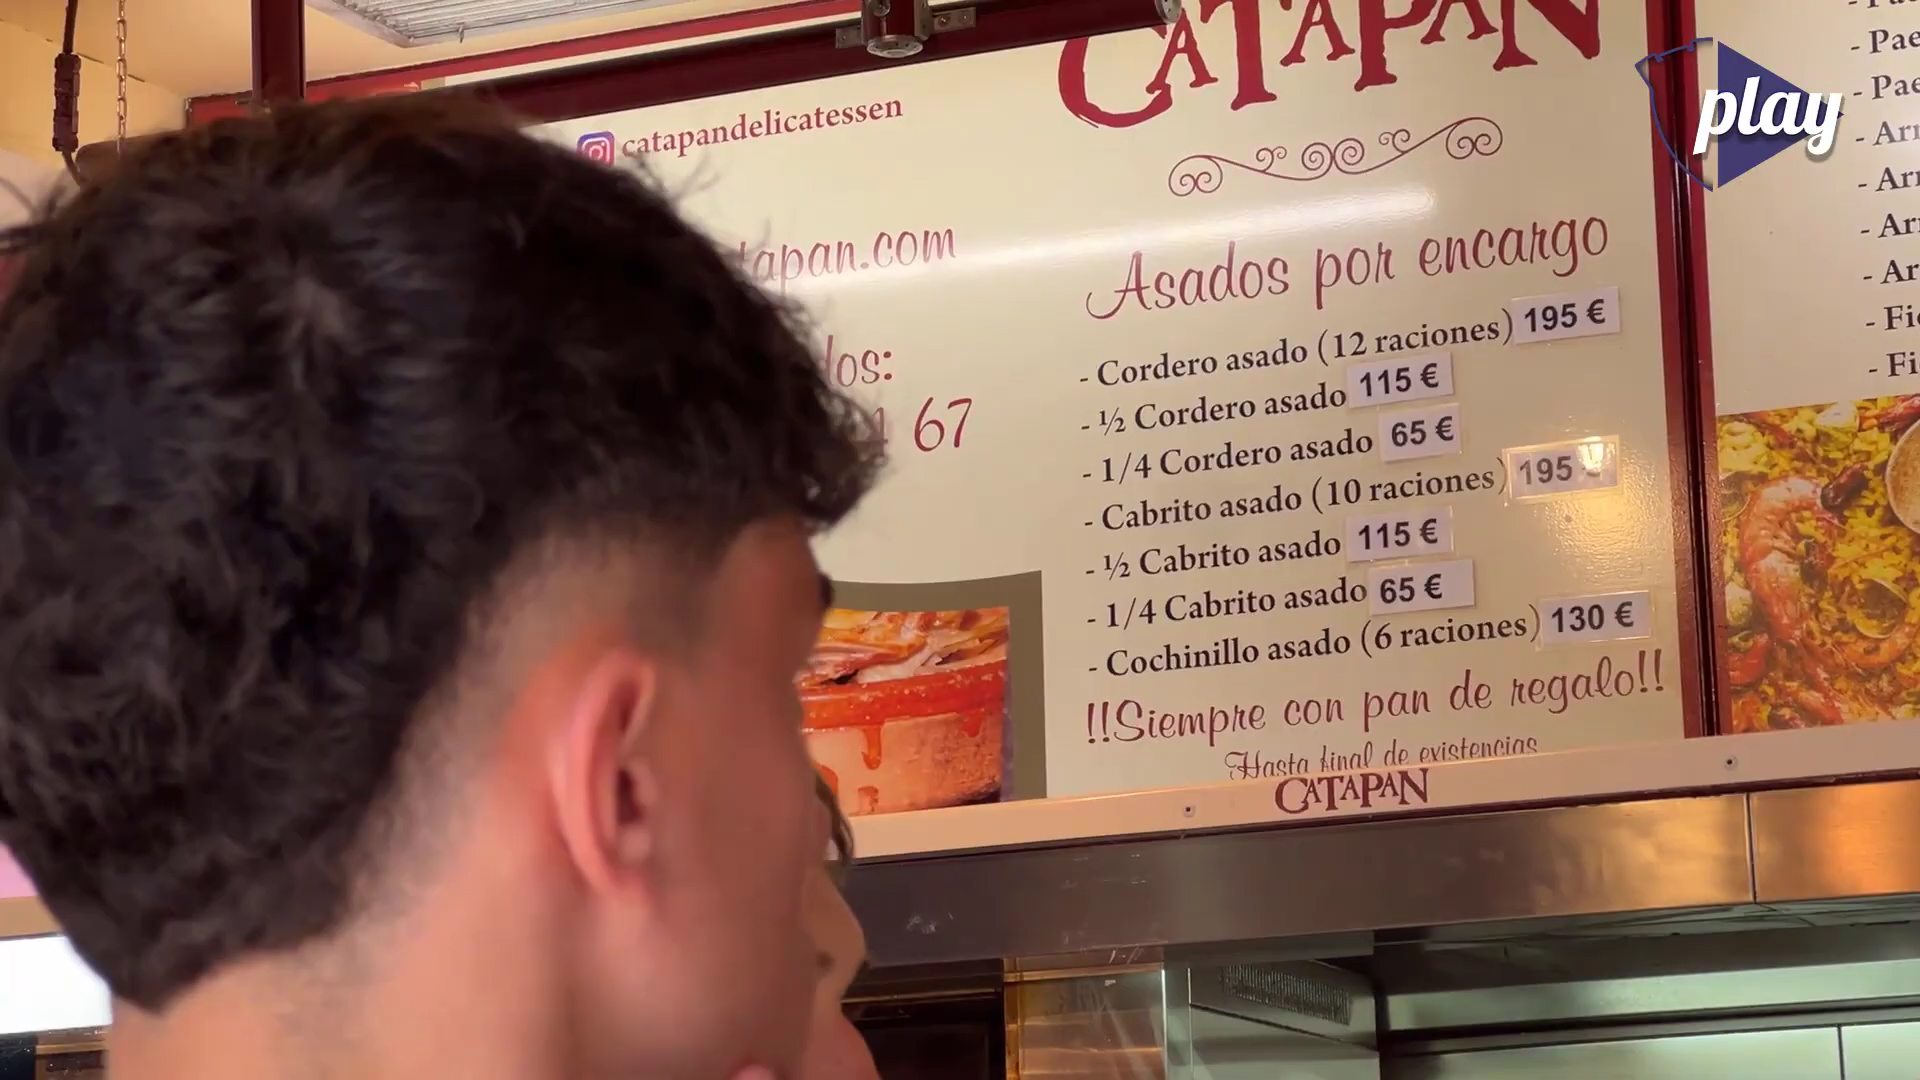 CATAPAN
play
catapandelicatessen
tapan.com
Asados por encargo
- Cordero asado (12 raciones) 195 €
- ½ Cordero asado 115 €
- 1/4 Cordero asado 65 €
- Cabrito asado (10 raciones) 195 €
- ½ Cabrito asado 115 €
- 1/4 Cabrito asado 65 €
- Cochinillo asado (6 raciones) 130 €
!!Siempre con pan de regalo!!
Hasta final de existencias
CATAPAN
dos:
67
- Pae
- Pae
- Arr
- Arr
- Arr
- Ar
- Fi
- Fi